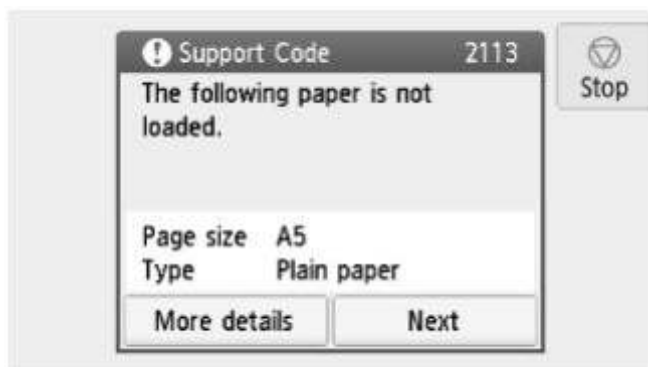 Support Code 2113
Stop
The following paper is not
loaded.
Page size A5
Type Plain paper
More details Next